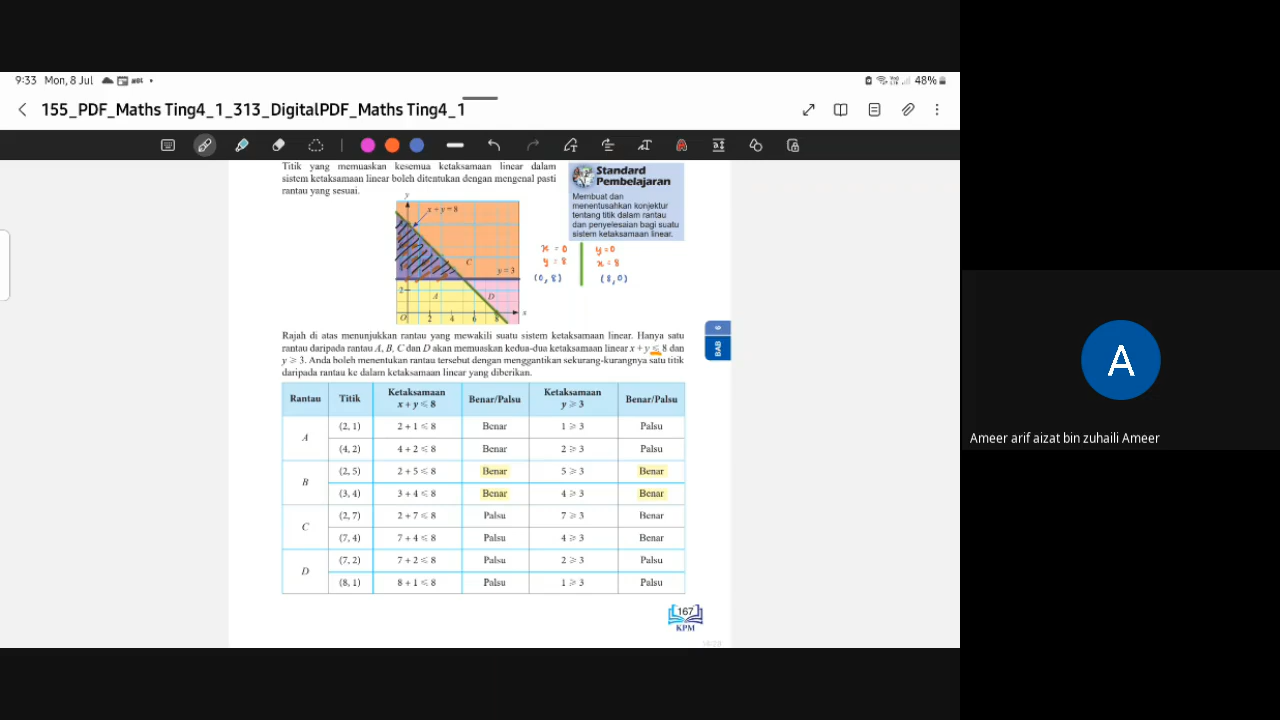 9:33 Mon, 8 Jul
48%
155_PDF_Maths Ting4_1_313_DigitalPDF_Maths Ting4_1
Titik yang memuaskan kesemua ketaksamaan linear dalam
sistem ketaksamaan linear boleh ditentukan dengan mengenal pasti
rantau yang sesuai.
Standard
Pembelajaran
Membuat dan
menentusahkan konjektur
tentang titik dalam rantau
dan penyelesaian bagi suatu
sistem ketaksamaan linear.
y
x + y = 8
C
y = 3
2
A
D
O 2 4 6 8 x
x = 0
y = 8
(0, 8)
y = 0
x = 8
(8, 0)
Rajah di atas menunjukkan rantau yang mewakili suatu sistem ketaksamaan linear. Hanya satu
rantau daripada rantau A, B, C dan D akan memuaskan kedua-dua ketaksamaan linear x + y ⩽ 8 dan
y ⩾ 3. Anda boleh menentukan rantau tersebut dengan menggantikan sekurang-kurangnya satu titik
daripada rantau ke dalam ketaksamaan linear yang diberikan.
6
BAB
Rantau Titik Ketaksamaan x + y ⩽ 8 Benar/Palsu Ketaksamaan y ⩾ 3 Benar/Palsu
A (2, 1) 2 + 1 ⩽ 8 Benar 1 ⩾ 3 Palsu
(4, 2) 4 + 2 ⩽ 8 Benar 2 ⩾ 3 Palsu
B (2, 5) 2 + 5 ⩽ 8 Benar 5 ⩾ 3 Benar
(3, 4) 3 + 4 ⩽ 8 Benar 4 ⩾ 3 Benar
C (2, 7) 2 + 7 ⩽ 8 Palsu 7 ⩾ 3 Benar
(7, 4) 7 + 4 ⩽ 8 Palsu 4 ⩾ 3 Benar
D (7, 2) 7 + 2 ⩽ 8 Palsu 2 ⩾ 3 Palsu
(8, 1) 8 + 1 ⩽ 8 Palsu 1 ⩾ 3 Palsu
167
KPM
A
Ameer arif aizat bin zuhaili Ameer